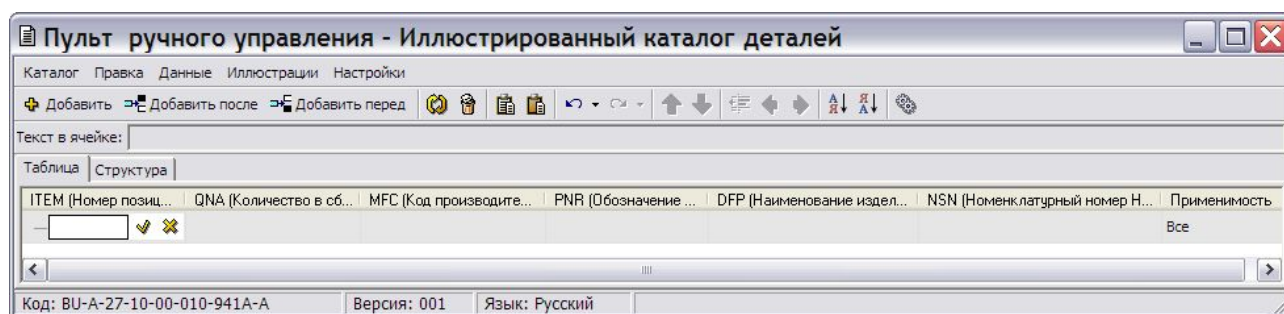 Пульт ручного управления - Иллюстрированный каталог деталей
Каталог Правка Данные Иллюстрации Настройки
Добавить Добавить после Добавить перед
Текст в ячейке:
Таблица Структура
ITEM (Номер позиц... QNA (Количество в сб... MFC (Код производите... PNR (Обозначение ... DFP (Наименование издел... NSN (Номенклатурный номер Н... Применимость
Все
Код: BU-A-27-10-00-010-941A-A Версия: 001 Язык: Русский